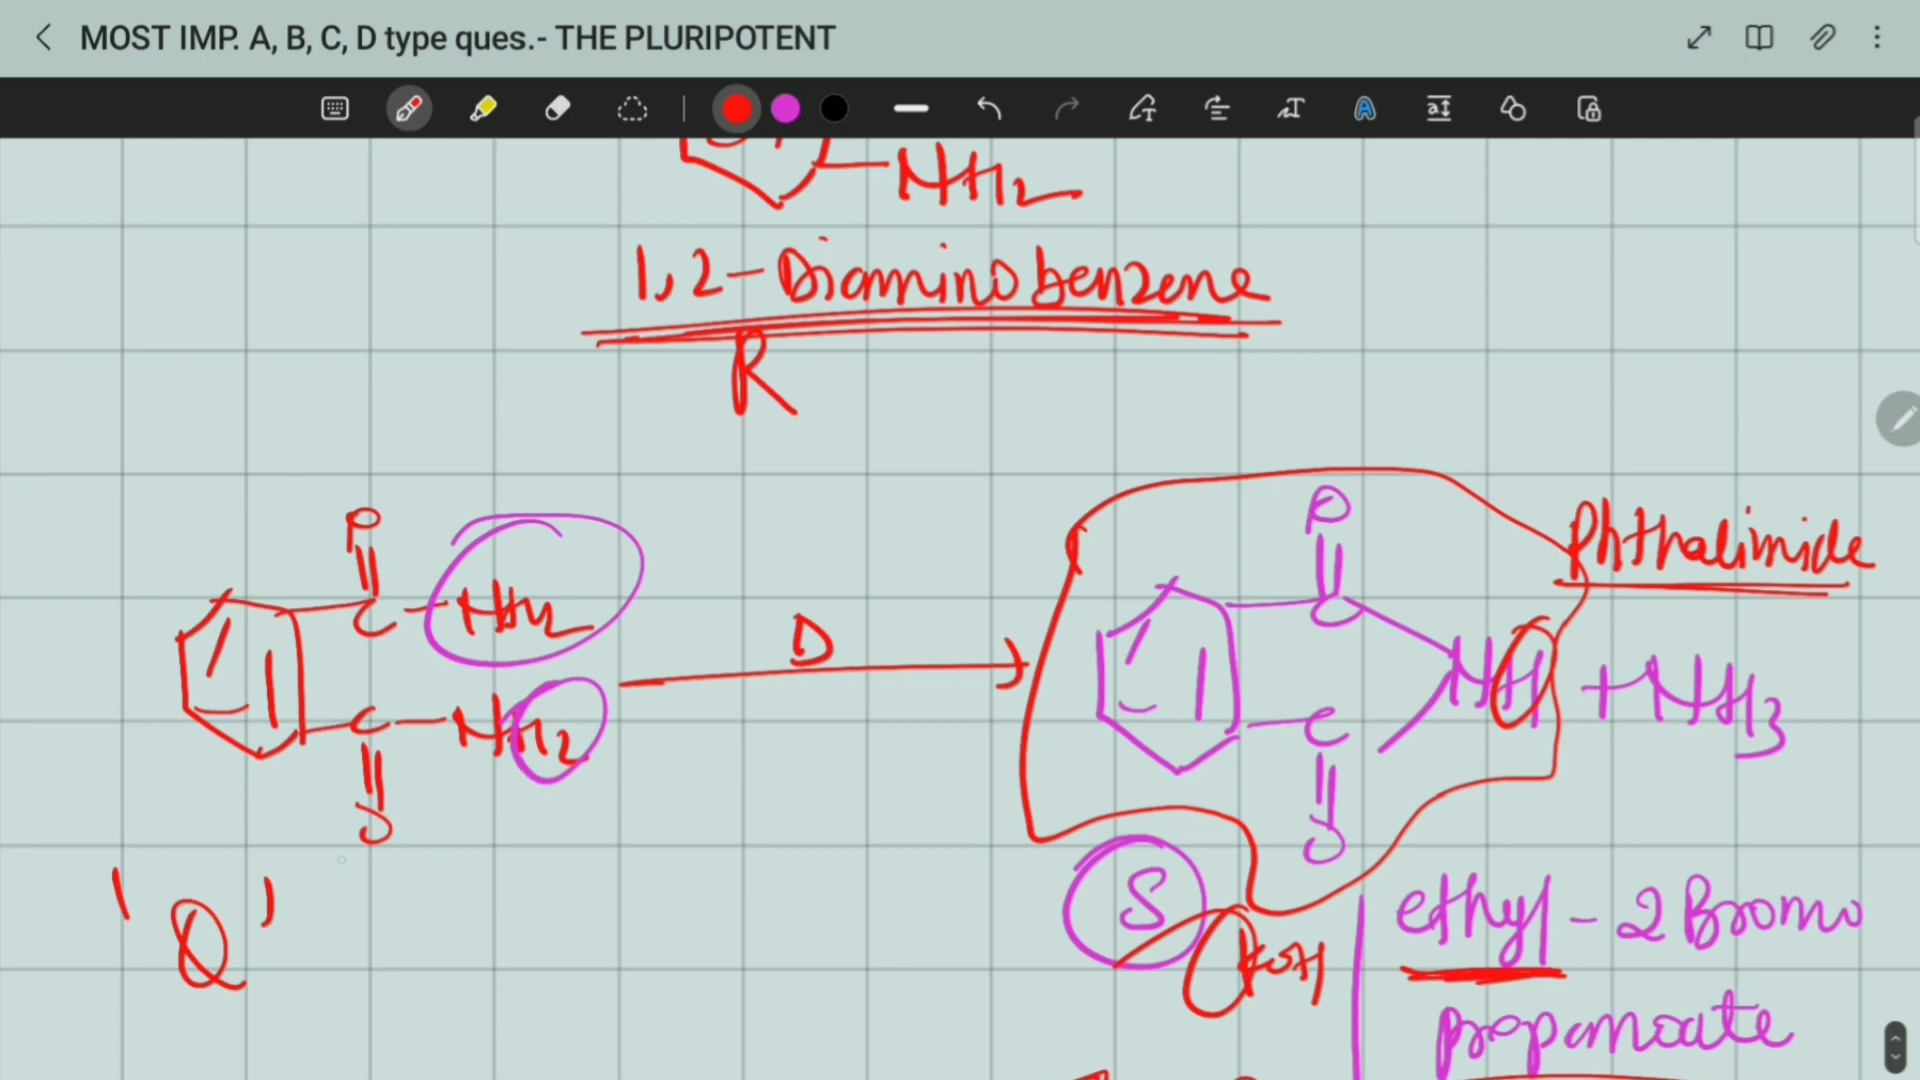 MOST IMP. A, B, C, D type ques.- THE PLURIPOTENT
NH2
1,2-Diaminobenzene
R
O
C-NH2
C-NH2
O
'Q'
D
O
C
NH + NH3
C
O
Phthalimide
S
KOH
ethyl-2 Bromo
propanoate